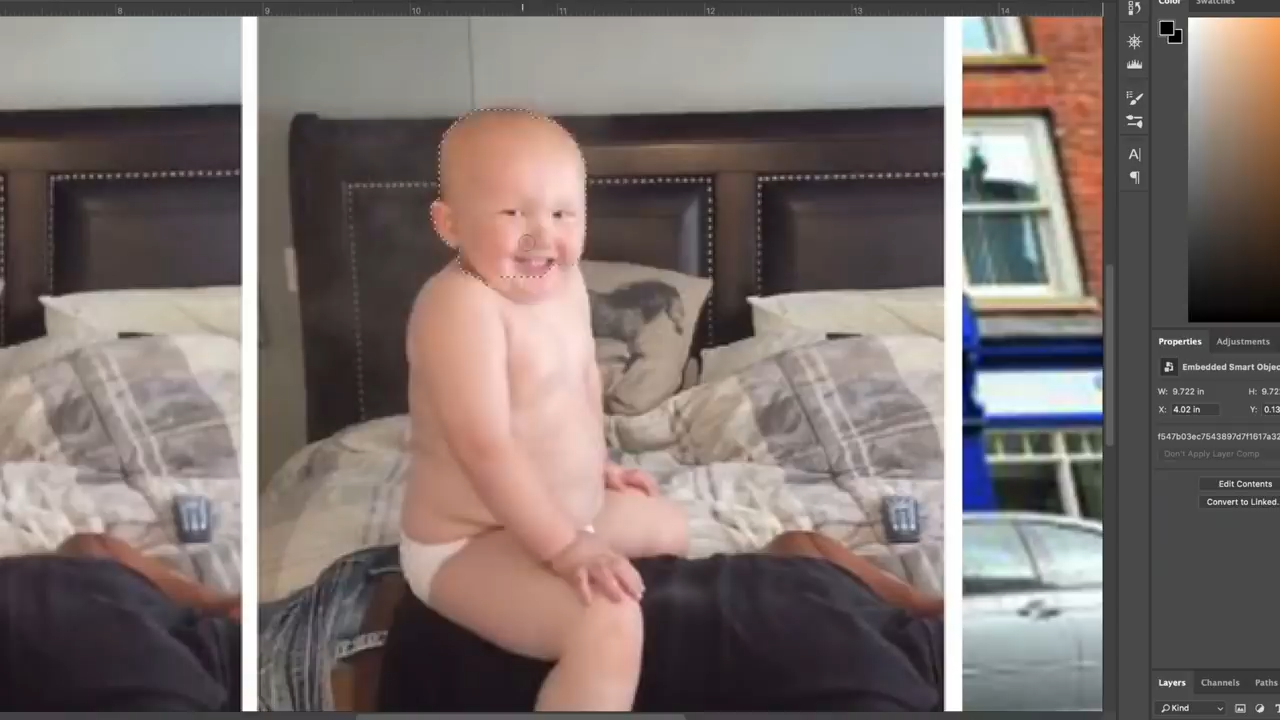 8 9 10 11 12 13 14
Color Swatches
Properties Adjustments
Embedded Smart Objec
W: 9.722 in H: 9.72
X: 4.02 in Y: 0.13
f547b03ec7543897d7f1617a32
Don't Apply Layer Comp
Edit Contents
Convert to Linked.
Layers Channels Paths
Kind